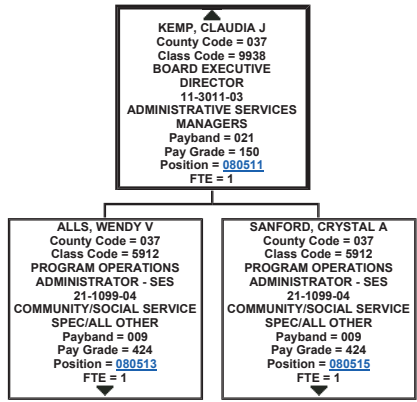 KEMP, CLAUDIA J
County Code = 037
Class Code = 9938
BOARD EXECUTIVE
DIRECTOR
11-3011-03
ADMINISTRATIVE SERVICES
MANAGERS
Payband = 021
Pay Grade = 150
Position = 080511
FTE = 1
ALLS, WENDY V
County Code = 037
Class Code = 5912
PROGRAM OPERATIONS
ADMINISTRATOR - SES
21-1099-04
COMMUNITY/SOCIAL SERVICE
SPEC/ALL OTHER
Payband = 009
Pay Grade = 424
Position = 080513
FTE = 1
SANFORD, CRYSTAL A
County Code = 037
Class Code = 5912
PROGRAM OPERATIONS
ADMINISTRATOR - SES
21-1099-04
COMMUNITY/SOCIAL SERVICE
SPEC/ALL OTHER
Payband = 009
Pay Grade = 424
Position = 080515
FTE = 1